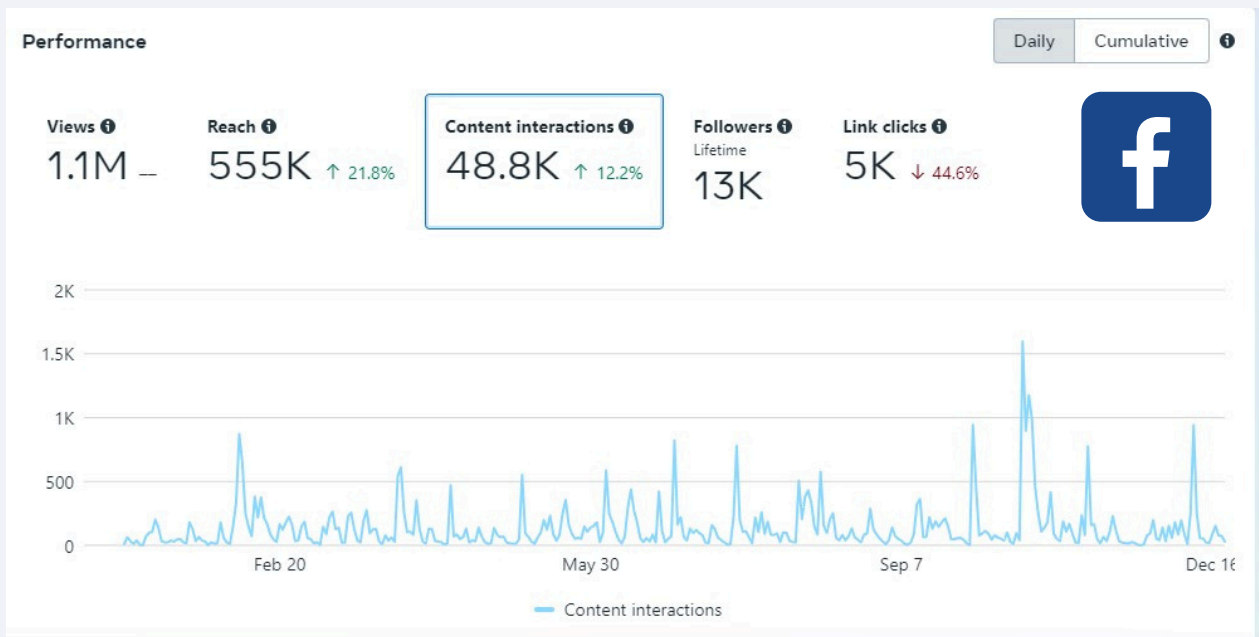 Performance
Daily Cumulative
Views Reach Content interactions Followers Link clicks
Lifetime
1.1M -- 555K ↑ 21.8% 48.8K ↑ 12.2% 13K 5K ↓ 44.6%
f
2K
1.5K
1K
500
0
Feb 20 May 30 Sep 7 Dec 16
Content interactions